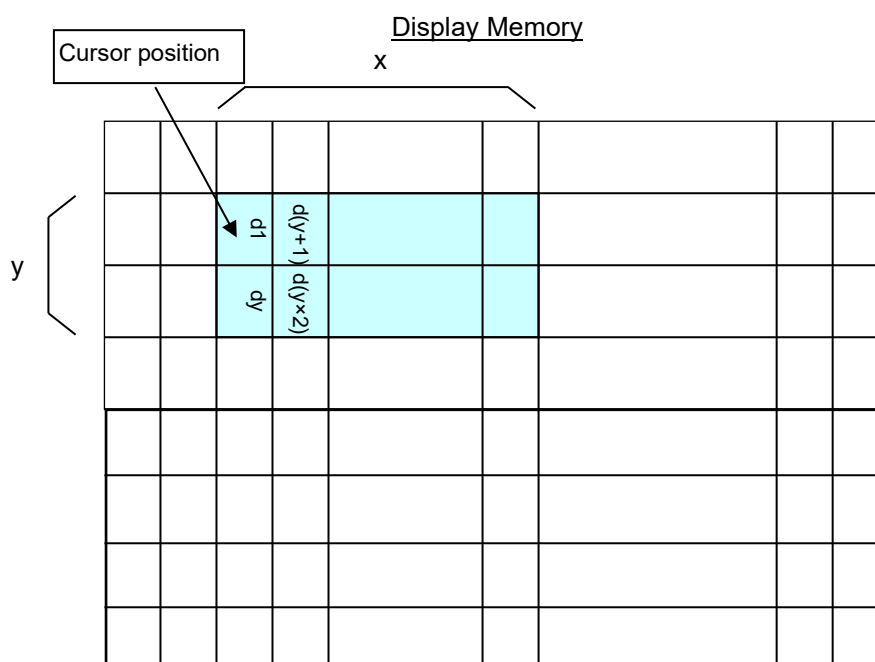 Display Memory
Cursor position
x
y
d1
d(y+1)
dy
d(y×2)